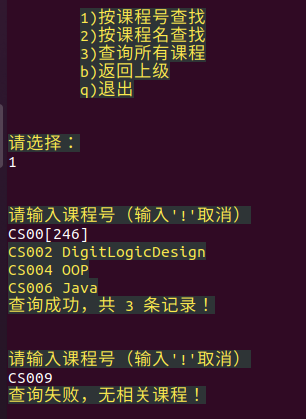 1)按课程号查找
2)按课程名查找
3)查询所有课程
b)返回上级
q)退出
请选择：
1
请输入课程号（输入'!'取消）
CS00[246]
CS002 DigitLogicDesign
CS004 OOP
CS006 Java
查询成功，共 3 条记录！
请输入课程号（输入'!'取消）
CS009
查询失败，无相关课程！